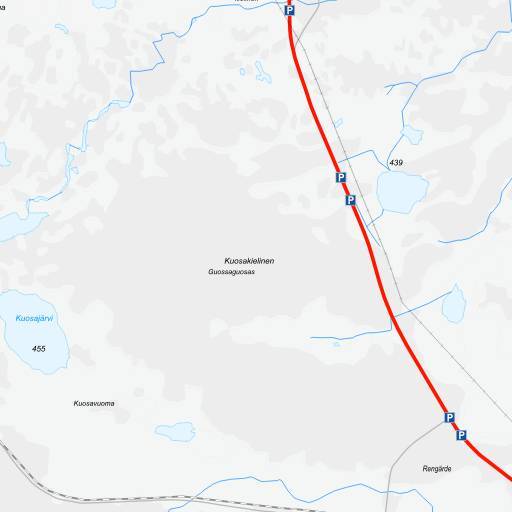 P
439
P
P
Kuosakielinen
Guossaguosas
Kuosajärvi
455
Kuosavuoma
P
P
Rengärde